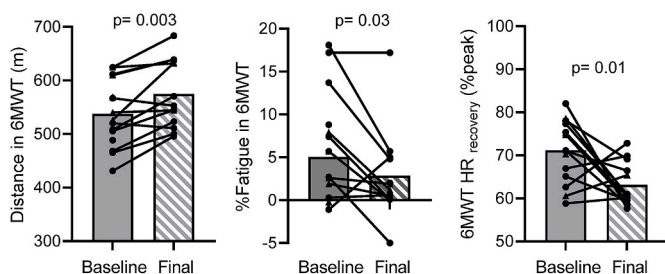 Distance in 6MWT (m)
700
600
500
400
300
p= 0.003
Baseline Final
%Fatigue in 6MWT
20
15
10
5
0
-5
p= 0.03
Baseline Final
6MWT HR recovery (%peak)
100
90
80
70
60
50
p= 0.01
Baseline Final